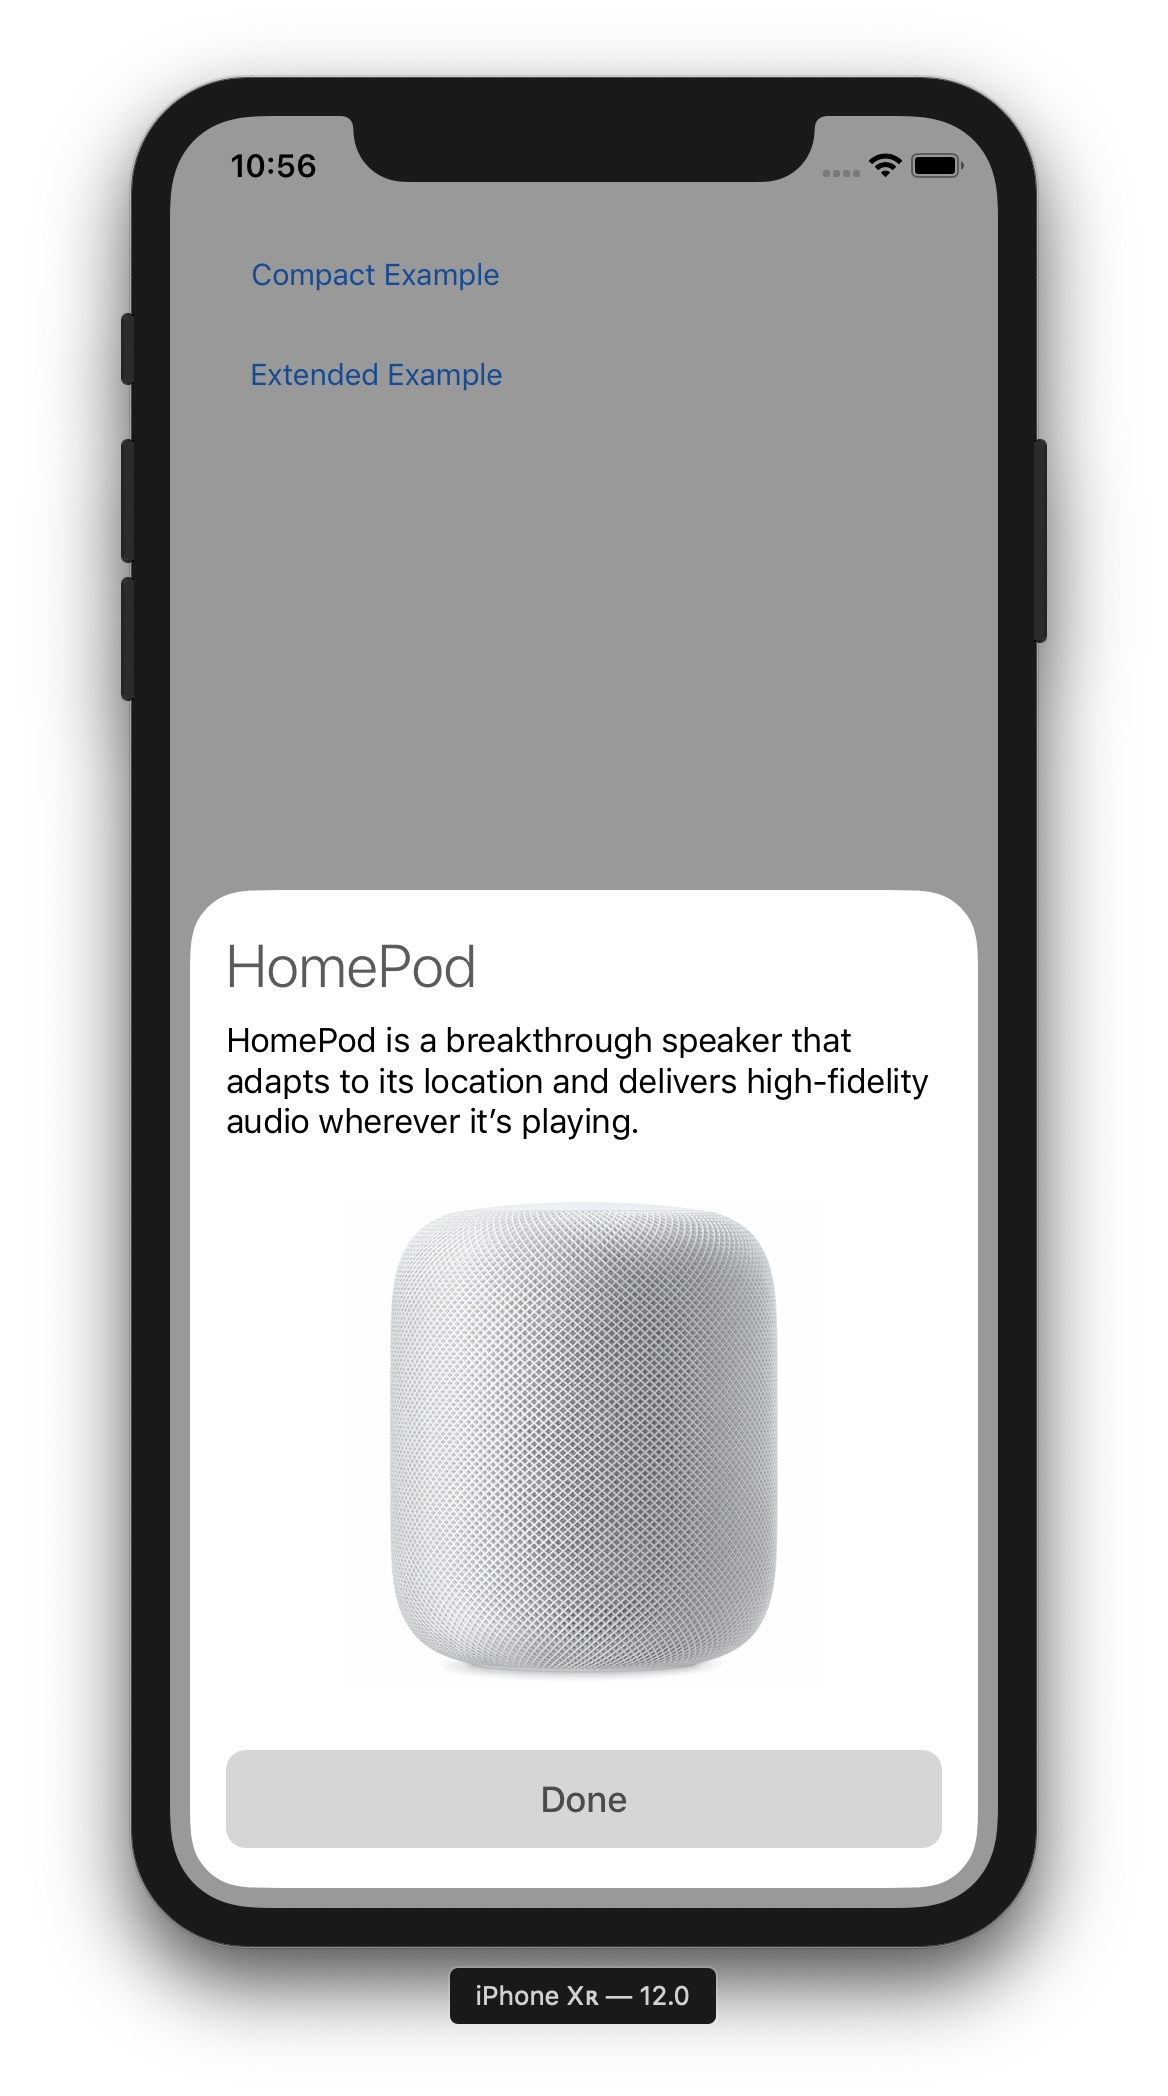 10:56
Compact Example
Extended Example
HomePod
HomePod is a breakthrough speaker that
adapts to its location and delivers high-fidelity
audio wherever it’s playing.
Done
iPhone Xʀ — 12.0